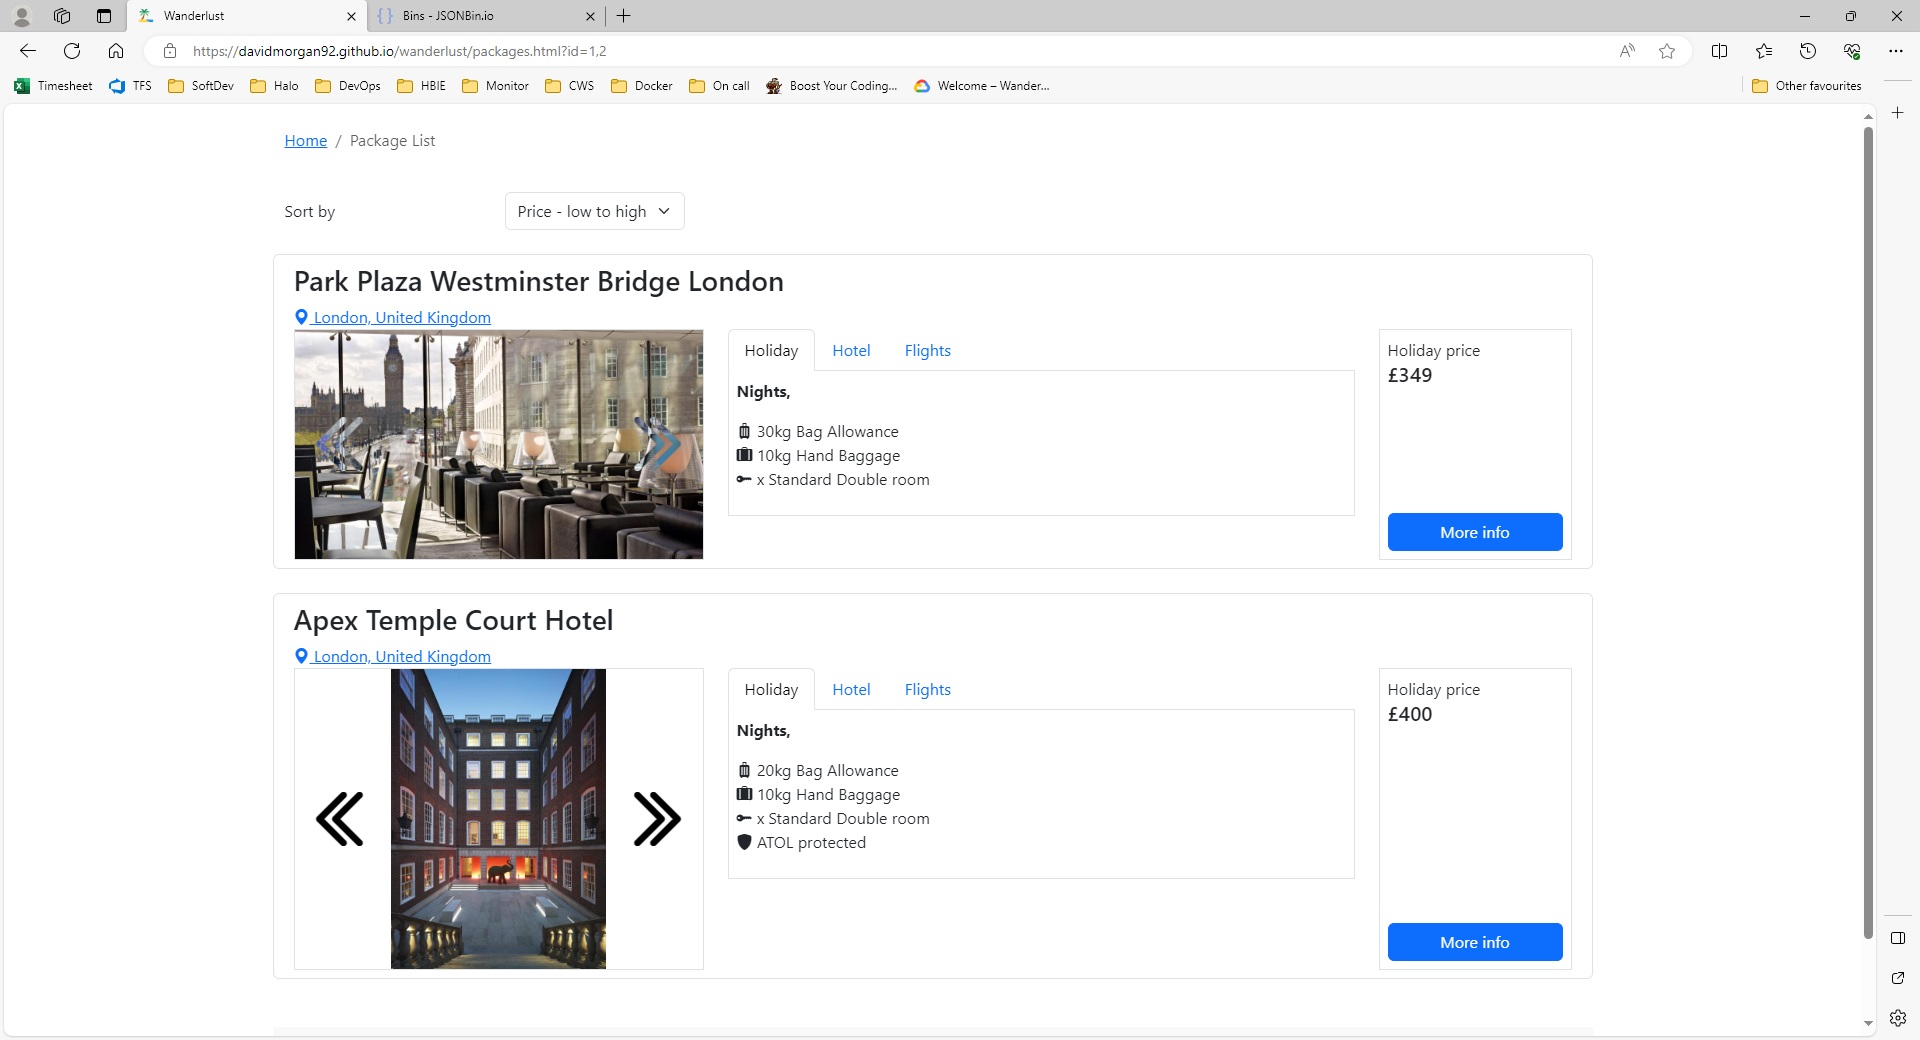 Wanderlust
Bins - JSONBin.io
https://davidmorgan92.github.io/wanderlust/packages.html?id=1,2
Timesheet
TFS
SoftDev
Halo
DevOps
HBIE
Monitor
CWS
Docker
On call
Boost Your Coding...
Welcome – Wander...
Other favourites
Home / Package List
Sort by
Price - low to high
Park Plaza Westminster Bridge London
London, United Kingdom
Holiday
Hotel
Flights
Nights,
30kg Bag Allowance
10kg Hand Baggage
x Standard Double room
Holiday price
£349
More info
Apex Temple Court Hotel
London, United Kingdom
Holiday
Hotel
Flights
Nights,
20kg Bag Allowance
10kg Hand Baggage
x Standard Double room
ATOL protected
Holiday price
£400
More info